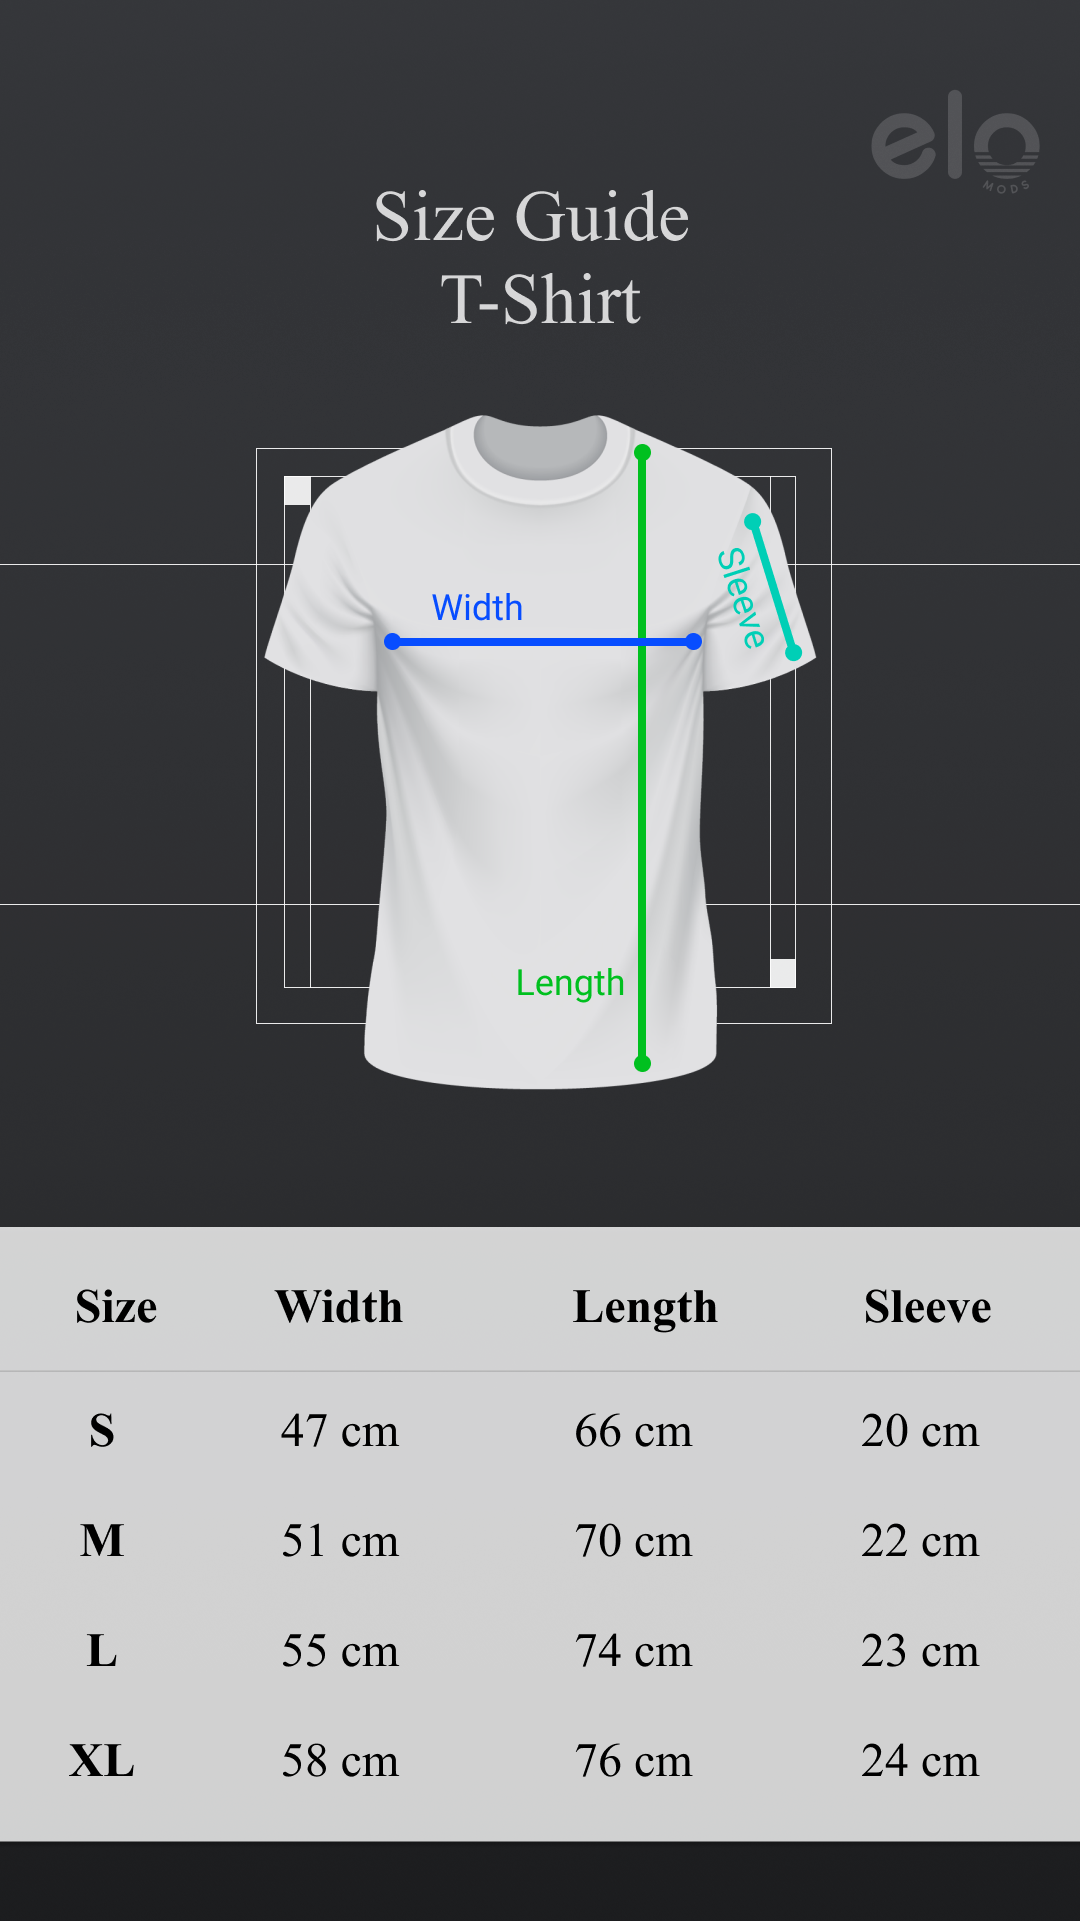 elo
MODS
Size Guide
T-Shirt
Sleeve
Width
Length
Size Width Length Sleeve
S 47 cm 66 cm 20 cm
M 51 cm 70 cm 22 cm
L 55 cm 74 cm 23 cm
XL 58 cm 76 cm 24 cm